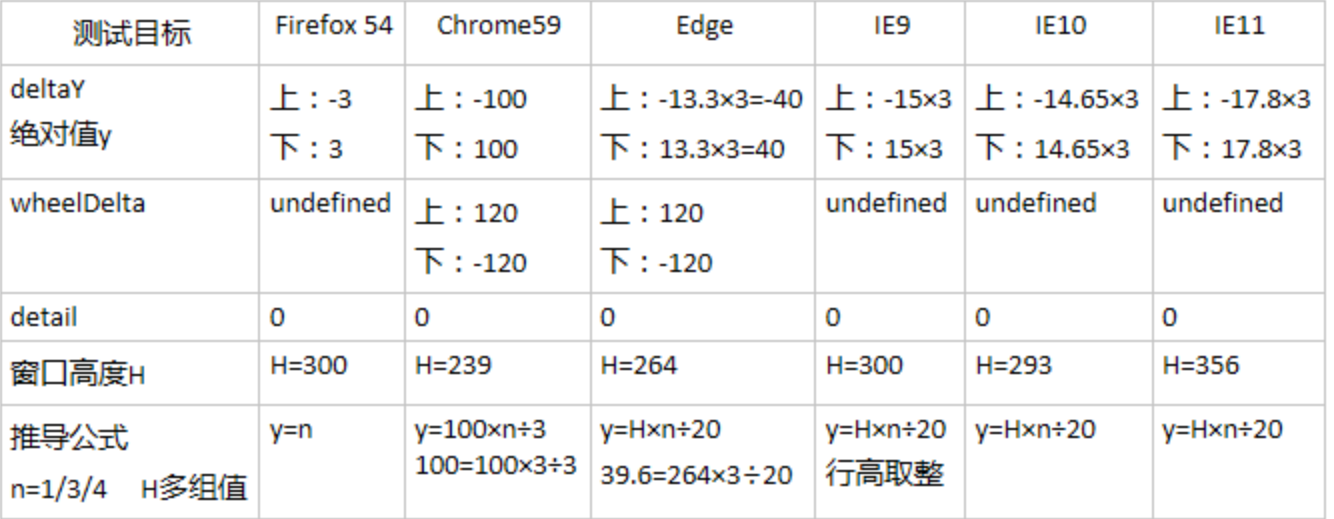 测试目标 Firefox 54 Chrome59 Edge IE9 IE10 IE11
deltaY
绝对值y
上：-3 上：-100 上：-13.3×3=-40 上：-15×3 上：-14.65×3 上：-17.8×3
下：3 下：100 下：13.3×3=40 下：15×3 下：14.65×3 下：17.8×3
wheelDelta undefined 上：120 上：120 undefined undefined undefined
下：-120 下：-120
detail 0 0 0 0 0 0
窗口高度H H=300 H=239 H=264 H=300 H=293 H=356
推导公式 y=n y=100×n÷3 y=H×n÷20 y=H×n÷20 y=H×n÷20 y=H×n÷20
100=100×3÷3 39.6=264×3÷20 行高取整
n=1/3/4 H多组值